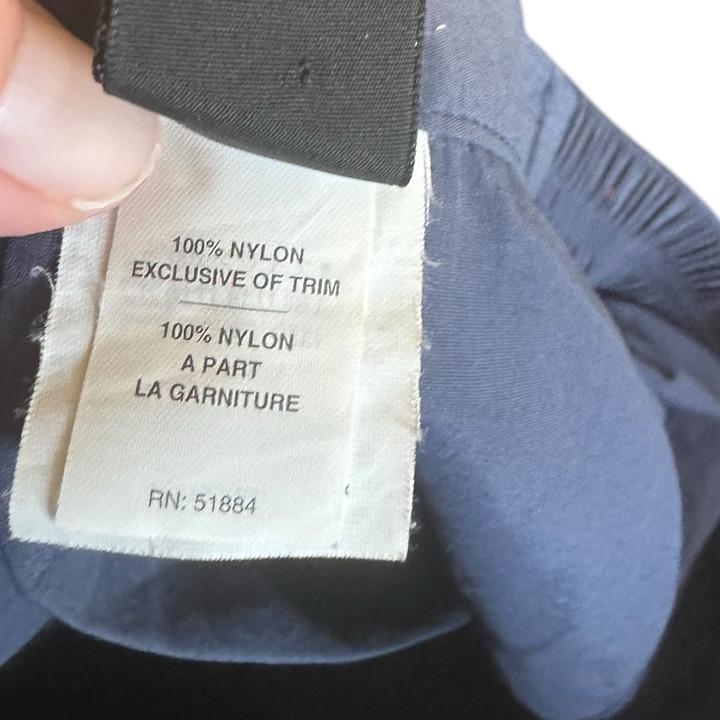 100% NYLON
EXCLUSIVE OF TRIM
100% NYLON
A PART
LA GARNITURE
RN: 51884